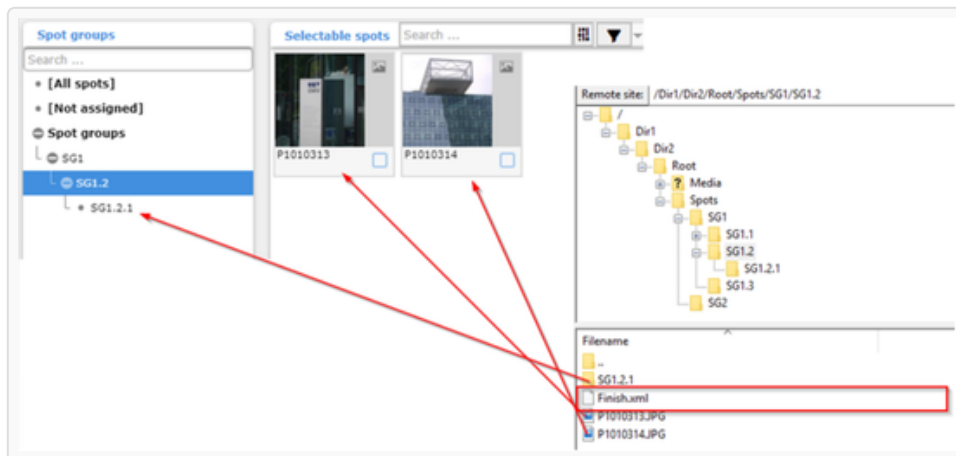 Spot groups
Search ...
[All spots]
[Not assigned]
Spot groups
SG1
SG1.2
SG1.2.1
Selectable spots Search ...
P1010313
P1010314
Remote site: /Dir1/Dir2/Root/Spots/SG1/SG1.2
/
Dir1
Dir2
Root
? Media
Spots
SG1
SG1.1
SG1.2
SG1.2.1
SG1.3
SG2
Filename
..
SG1.2.1
Finish.xml
P1010313.JPG
P1010314.JPG